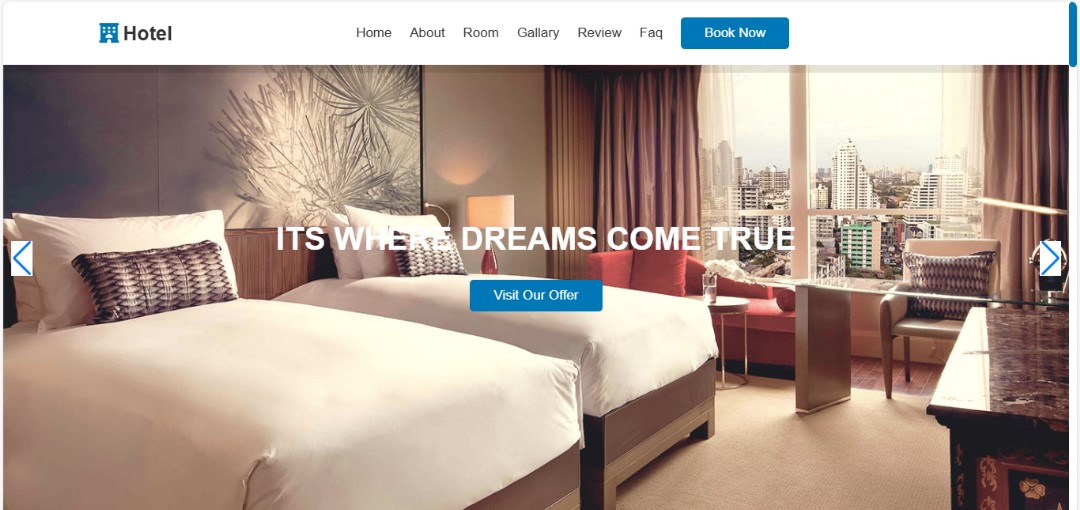 Hotel
Home About Room Gallary Review Faq Book Now
ITS WHERE DREAMS COME TRUE
Visit Our Offer